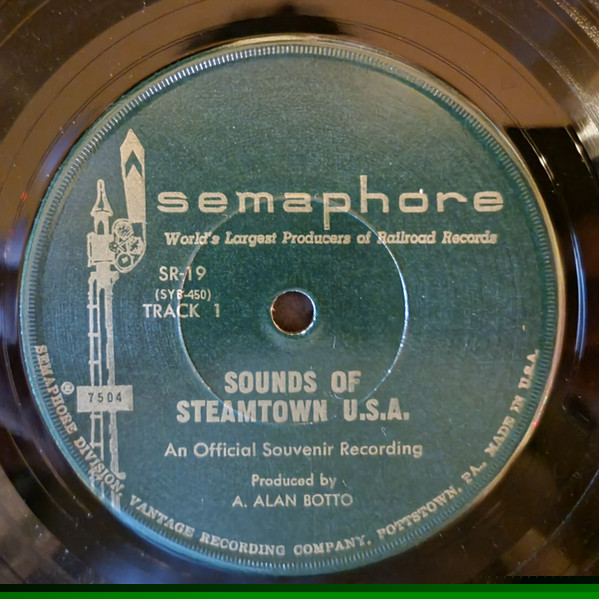 semaphore
World's Largest Producers of Railroad Records
SR-19
(SYB-450)
TRACK 1
SOUNDS OF
STEAMTOWN U.S.A.
An Official Souvenir Recording
Produced by
A. ALAN BOTTO
®
7504
SEMAPHORE DIVISION, VANTAGE RECORDING COMPANY, POTTSTOWN, PA., MADE IN U.S.A.